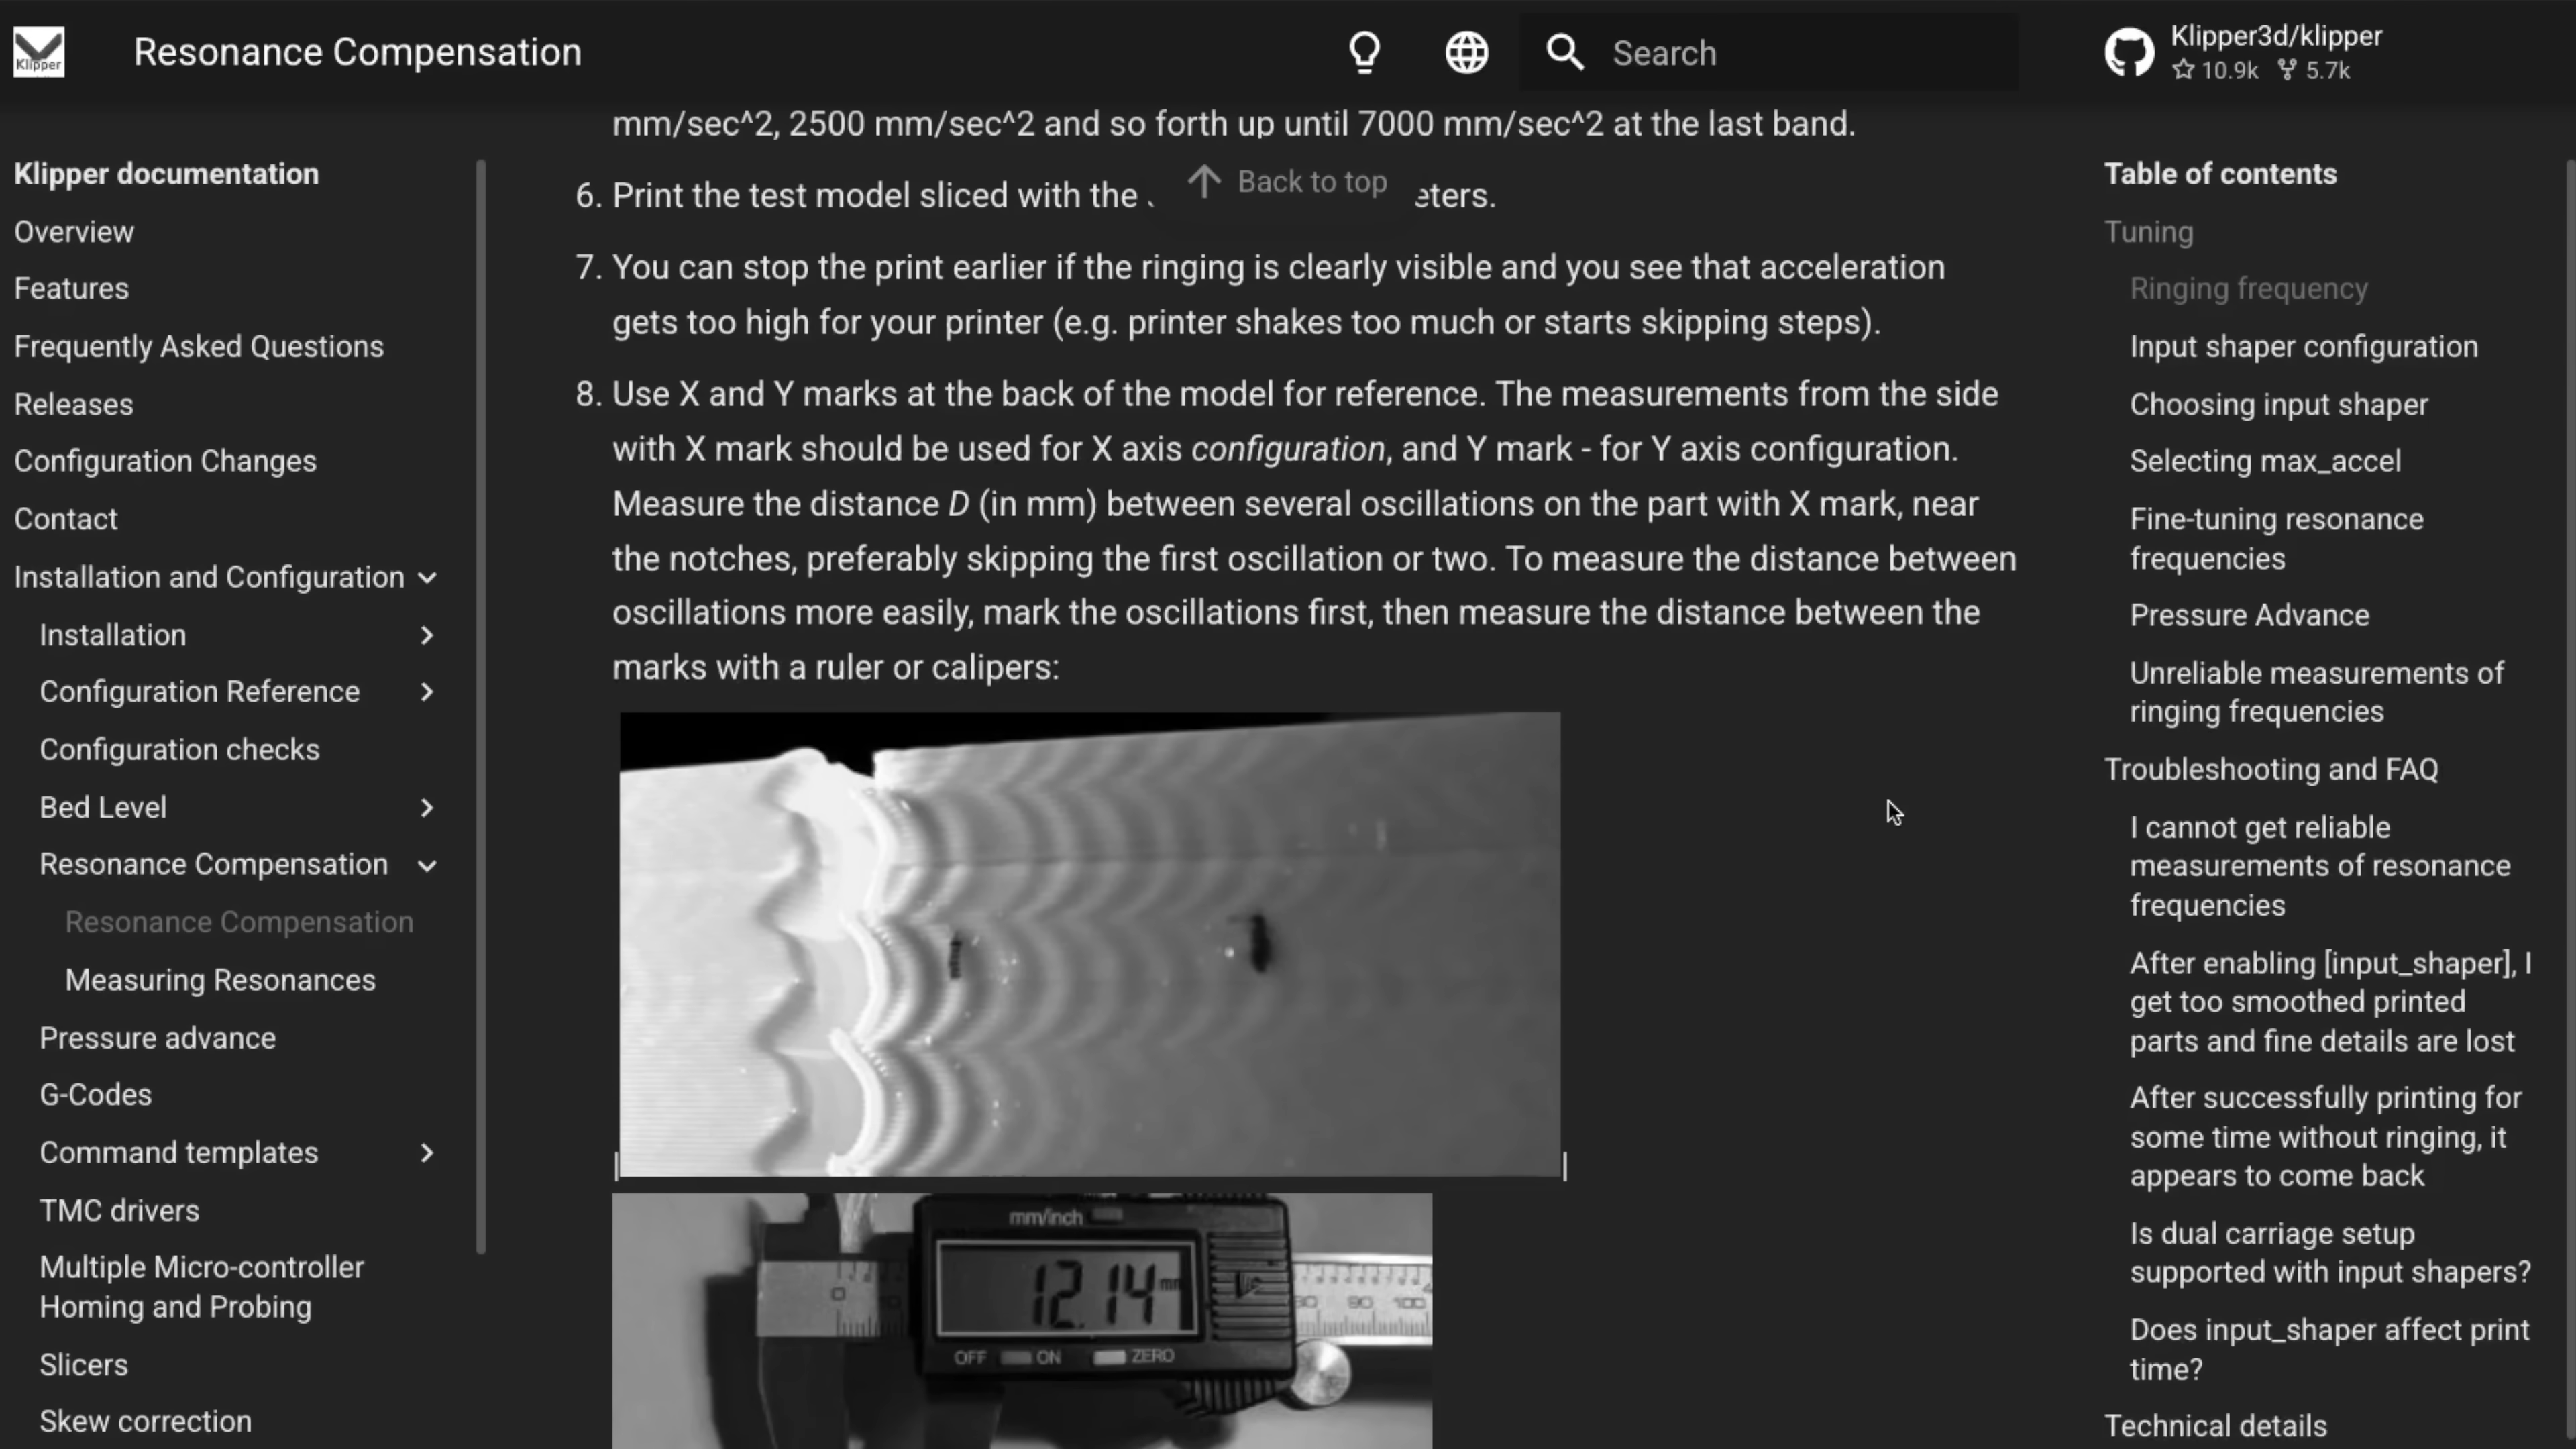 Klipper
Resonance Compensation
Search
Klipper3d/klipper
10.9k 5.7k
Klipper documentation
Overview
Features
Frequently Asked Questions
Releases
Configuration Changes
Contact
Installation and Configuration
Installation
Configuration Reference
Configuration checks
Bed Level
Resonance Compensation
Resonance Compensation
Measuring Resonances
Pressure advance
G-Codes
Command templates
TMC drivers
Multiple Micro-controller
Homing and Probing
Slicers
Skew correction
mm/sec^2, 2500 mm/sec^2 and so forth up until 7000 mm/sec^2 at the last band.
Back to top
6. Print the test model sliced with the eters.
7. You can stop the print earlier if the ringing is clearly visible and you see that acceleration
gets too high for your printer (e.g. printer shakes too much or starts skipping steps).
8. Use X and Y marks at the back of the model for reference. The measurements from the side
with X mark should be used for X axis configuration, and Y mark - for Y axis configuration.
Measure the distance D (in mm) between several oscillations on the part with X mark, near
the notches, preferably skipping the first oscillation or two. To measure the distance between
oscillations more easily, mark the oscillations first, then measure the distance between the
marks with a ruler or calipers:
| |
mm/inch
12.14 mm
0 90 100
OFF ON ZERO
Table of contents
Tuning
Ringing frequency
Input shaper configuration
Choosing input shaper
Selecting max_accel
Fine-tuning resonance
frequencies
Pressure Advance
Unreliable measurements of
ringing frequencies
Troubleshooting and FAQ
I cannot get reliable
measurements of resonance
frequencies
After enabling [input_shaper], I
get too smoothed printed
parts and fine details are lost
After successfully printing for
some time without ringing, it
appears to come back
Is dual carriage setup
supported with input shapers?
Does input_shaper affect print
time?
Technical details